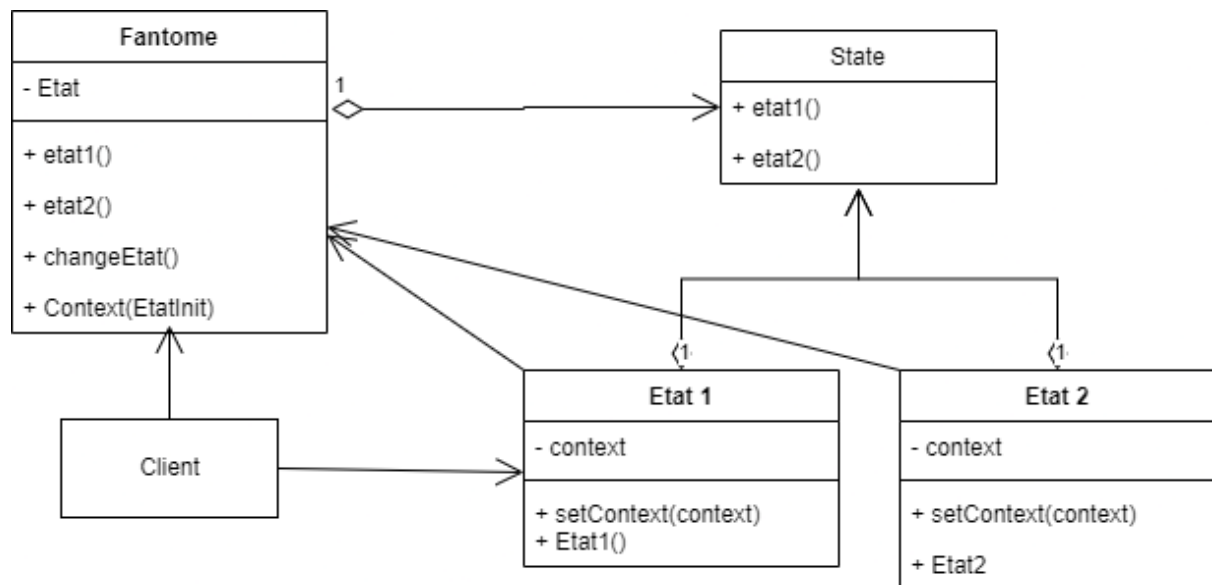 Fantome
- Etat
+ etat1()
+ etat2()
+ changeEtat()
+ Context(EtatInit)
1
State
+ etat1()
+ etat2()
1
1
Etat 1
- context
+ setContext(context)
+ Etat1()
Etat 2
- context
+ setContext(context)
+ Etat2
Client